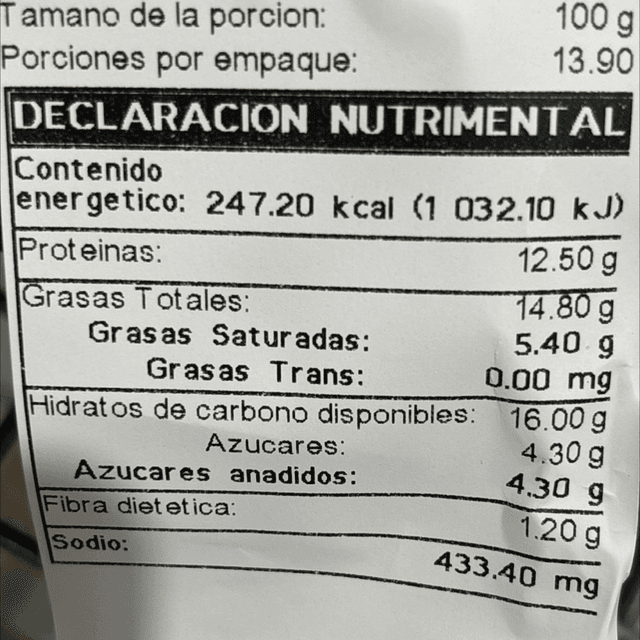 Tamano de la porcion: 100 g
Porciones por empaque: 13.90
DECLARACION NUTRIMENTAL
Contenido
energetico: 247.20 kcal (1 032.10 kJ)
Proteinas: 12.50 g
Grasas Totales: 14.80 g
Grasas Saturadas: 5.40 g
Grasas Trans: 0.00 mg
Hidratos de carbono disponibles: 16.00 g
Azucares: 4.30 g
Azucares anadidos: 4.30 g
Fibra dietetica: 1.20 g
Sodio: 433.40 mg